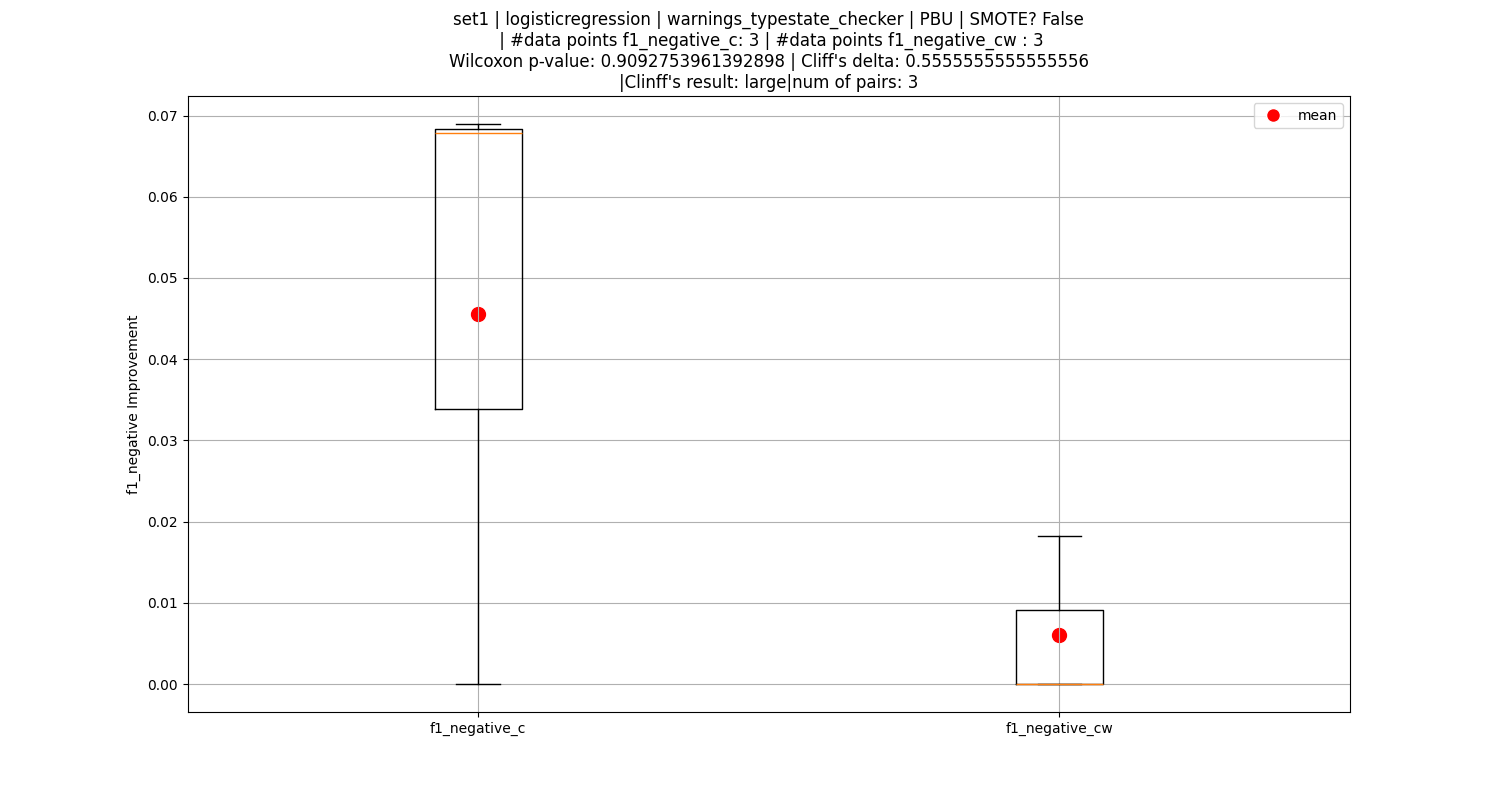 set1 | logisticregression | warnings_typestate_checker | PBU | SMOTE? False
| #data points f1_negative_c: 3 | #data points f1_negative_cw : 3
Wilcoxon p-value: 0.9092753961392898 | Cliff's delta: 0.5555555555555556
|Clinff's result: large|num of pairs: 3
mean
0.07
0.06
0.05
0.04
0.03
0.02
0.01
0.00
f1_negative Improvement
f1_negative_c
f1_negative_cw